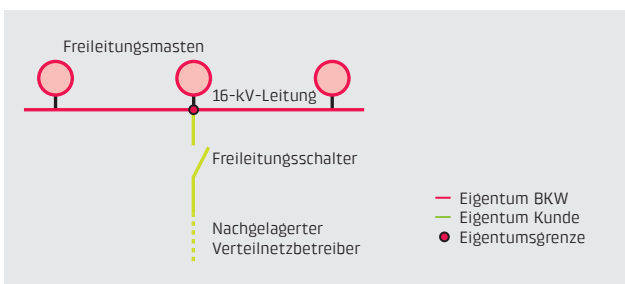 Freileitungsmasten
16-kV-Leitung
Freileitungsschalter
Nachgelagerter
Verteilnetzbetreiber
Eigentum BKW
Eigentum Kunde
Eigentumsgrenze